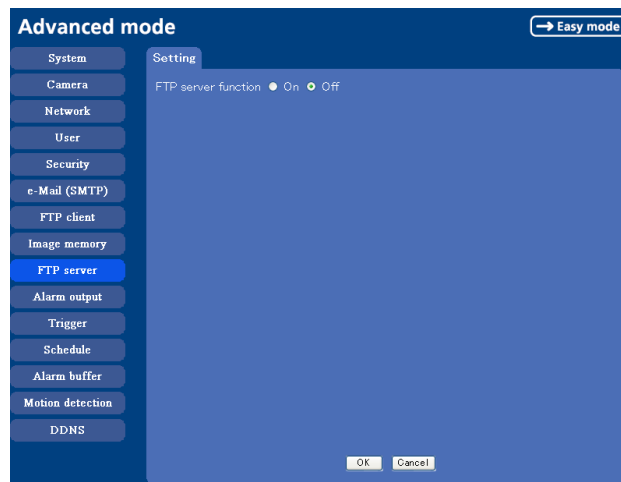 Advanced mode
→ Easy mode
System
Camera
Network
User
Security
e-Mail (SMTP)
FTP client
Image memory
FTP server
Alarm output
Trigger
Schedule
Alarm buffer
Motion detection
DDNS
Setting
FTP server function On Off
OK Cancel